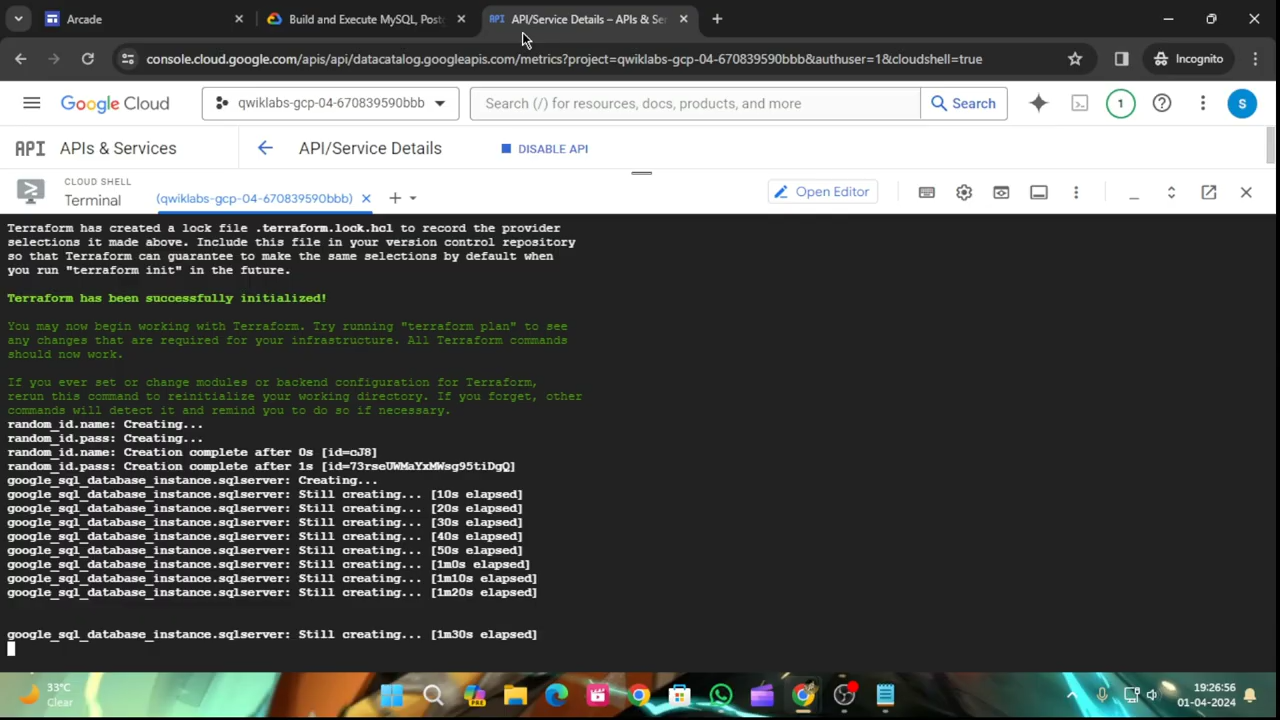 Arcade
Build and Execute MySQL, Post
API API/Service Details – APIs & Ser
console.cloud.google.com/apis/api/datacatalog.googleapis.com/metrics?project=qwiklabs-gcp-04-670839590bbb&authuser=1&cloudshell=true
Incognito
Google Cloud
qwiklabs-gcp-04-670839590bbb
Search (/) for resources, docs, products, and more
Search
1
S
API APIs & Services
API/Service Details
DISABLE API
CLOUD SHELL
Terminal
(qwiklabs-gcp-04-670839590bbb)
Open Editor
Terraform has created a lock file .terraform.lock.hcl to record the provider
selections it made above. Include this file in your version control repository
so that Terraform can guarantee to make the same selections by default when
you run "terraform init" in the future.
Terraform has been successfully initialized!
You may now begin working with Terraform. Try running "terraform plan" to see
any changes that are required for your infrastructure. All Terraform commands
should now work.
If you ever set or change modules or backend configuration for Terraform,
rerun this command to reinitialize your working directory. If you forget, other
commands will detect it and remind you to do so if necessary.
random_id.name: Creating...
random_id.pass: Creating...
random_id.name: Creation complete after 0s [id=cJ8]
random_id.pass: Creation complete after 1s [id=73rseUWMaYxMWsg95tiDgQ]
google_sql_database_instance.sqlserver: Creating...
google_sql_database_instance.sqlserver: Still creating... [10s elapsed]
google_sql_database_instance.sqlserver: Still creating... [20s elapsed]
google_sql_database_instance.sqlserver: Still creating... [30s elapsed]
google_sql_database_instance.sqlserver: Still creating... [40s elapsed]
google_sql_database_instance.sqlserver: Still creating... [50s elapsed]
google_sql_database_instance.sqlserver: Still creating... [1m0s elapsed]
google_sql_database_instance.sqlserver: Still creating... [1m10s elapsed]
google_sql_database_instance.sqlserver: Still creating... [1m20s elapsed]
google_sql_database_instance.sqlserver: Still creating... [1m30s elapsed]
33°C
Clear
PRE
19:26:56
01-04-2024